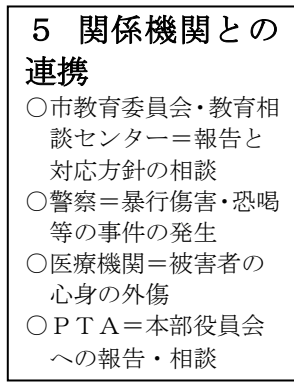 ５　関係機関との
連携
○市教育委員会・教育相
談センター＝報告と
対応方針の相談
○警察＝暴行傷害・恐喝
等の事件の発生
○医療機関＝被害者の
心身の外傷
○ＰＴＡ＝本部役員会
への報告・相談